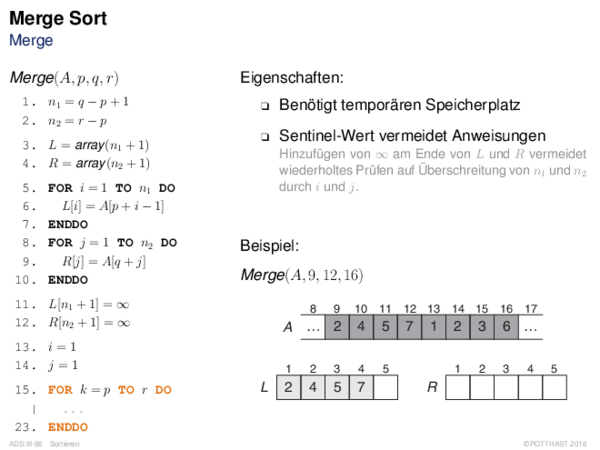 Merge Sort
Merge
Merge(A, p, q, r)
1. n₁ = q − p + 1
2. n₂ = r − p
3. L = array(n₁ + 1)
4. R = array(n₂ + 1)
5. FOR i = 1 TO n₁ DO
6. L[i] = A[p + i − 1]
7. ENDDO
8. FOR j = 1 TO n₂ DO
9. R[j] = A[q + j]
10. ENDDO
11. L[n₁ + 1] = ∞
12. R[n₂ + 1] = ∞
13. i = 1
14. j = 1
15. FOR k = p TO r DO
| ...
23. ENDDO
Eigenschaften:
❑ Benötigt temporären Speicherplatz
❑ Sentinel-Wert vermeidet Anweisungen
Hinzufügen von ∞ am Ende von L und R vermeidet
wiederholtes Prüfen auf Überschreitung von n₁ und n₂
durch i und j.
Beispiel:
Merge(A, 9, 12, 16)
8 9 10 11 12 13 14 15 16 17
A ... 2 4 5 7 1 2 3 6 ...
1 2 3 4 5
L 2 4 5 7
1 2 3 4 5
R
ADS:III-88 Sortieren
© POTTHAST 2018